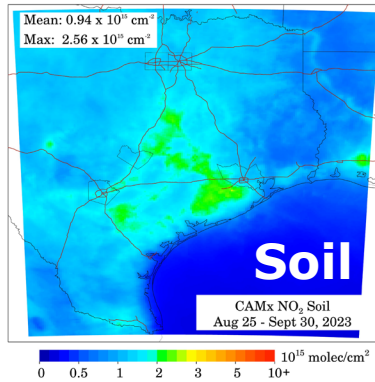 Mean: 0.94 x 10¹⁵ cm⁻²
Max: 2.56 x 10¹⁵ cm⁻²
Soil
CAMx NO₂ Soil
Aug 25 - Sept 30, 2023
0 0.5 1 2 3 5 10+ 10¹⁵ molec/cm²